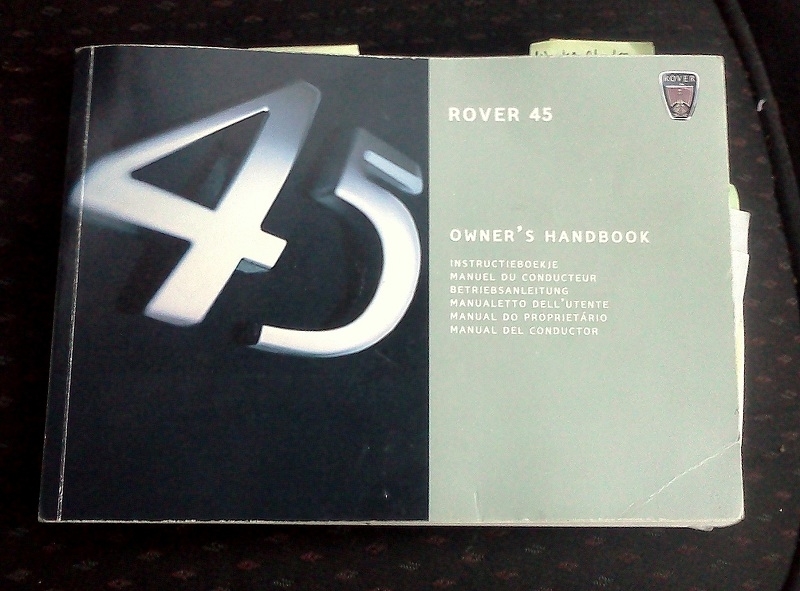 45
ROVER
ROVER 45
OWNER'S HANDBOOK
INSTRUCTIEBOEKJE
MANUEL DU CONDUCTEUR
BETRIEBSANLEITUNG
MANUALETTO DELL'UTENTE
MANUAL DO PROPRIETÁRIO
MANUAL DEL CONDUCTOR